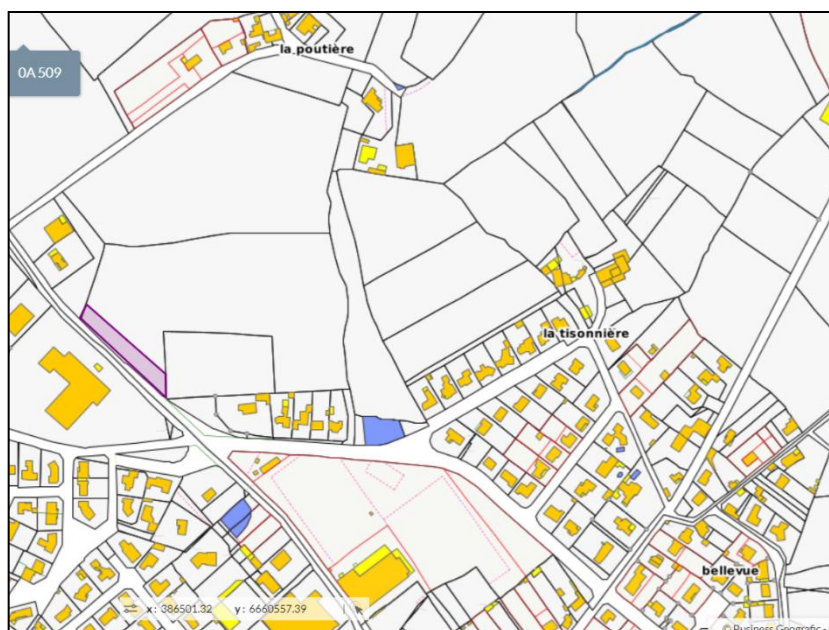 la poutière
0A 509
la tisonnière
bellevue
x: 386501.32 y: 6660557.39
© Business Geografic -